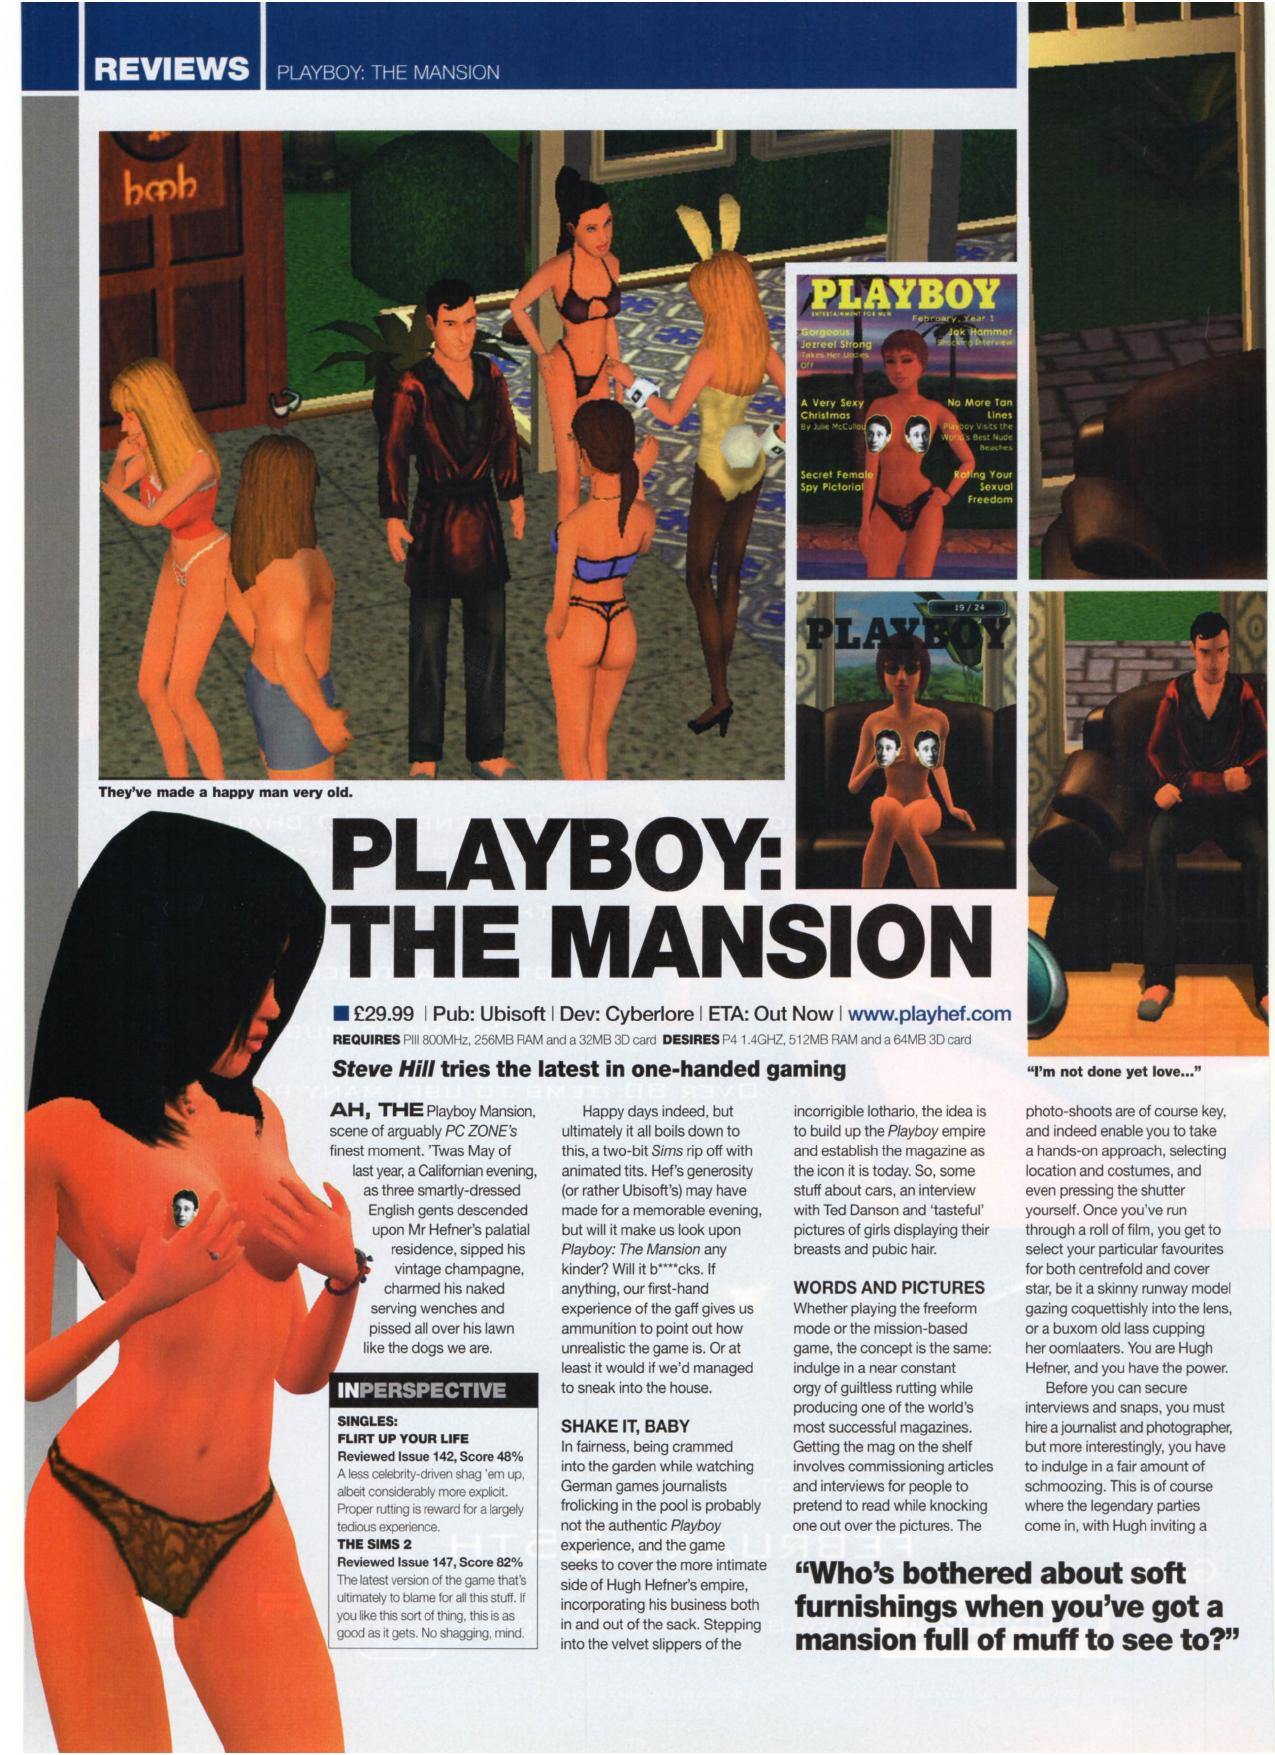 REVIEWS
PLAYBOY: THE MANSION
hmh
PLAYBOY
ENTERTAINMENT FOR MEN
February, Year 1
Gorgeous
Jezreel Strong
Takes Her Undies
Off
Jak Hammer
Shocking Interview
A Very Sexy
Christmas
By Julie McCullou
No More Tan
Lines
Playboy Visits the
World's Best Nude
Beaches
Secret Female
Spy Pictorial
Rating Your
Sexual
Freedom
19 / 24
PLAYBOY
They've made a happy man very old.
"I'm not done yet love..."
PLAYBOY:
THE MANSION
£29.99 | Pub: Ubisoft | Dev: Cyberlore | ETA: Out Now | www.playhef.com
REQUIRES PIII 800MHz, 256MB RAM and a 32MB 3D card DESIRES P4 1.4GHZ, 512MB RAM and a 64MB 3D card
Steve Hill tries the latest in one-handed gaming
AH, THE Playboy Mansion,
scene of arguably PC ZONE'S
finest moment. 'Twas May of
last year, a Californian evening,
as three smartly-dressed
English gents descended
upon Mr Hefner's palatial
residence, sipped his
vintage champagne,
charmed his naked
serving wenches and
pissed all over his lawn
like the dogs we are.
INPERSPECTIVE
SINGLES:
FLIRT UP YOUR LIFE
Reviewed Issue 142, Score 48%
A less celebrity-driven shag 'em up,
albeit considerably more explicit.
Proper rutting is reward for a largely
tedious experience.
THE SIMS 2
Reviewed Issue 147, Score 82%
The latest version of the game that's
ultimately to blame for all this stuff. If
you like this sort of thing, this is as
good as it gets. No shagging, mind.
Happy days indeed, but
ultimately it all boils down to
this, a two-bit Sims rip off with
animated tits. Hef's generosity
(or rather Ubisoft's) may have
made for a memorable evening,
but will it make us look upon
Playboy: The Mansion any
kinder? Will it b****cks. If
anything, our first-hand
experience of the gaff gives us
ammunition to point out how
unrealistic the game is. Or at
least it would if we'd managed
to sneak into the house.
SHAKE IT, BABY
In fairness, being crammed
into the garden while watching
German games journalists
frolicking in the pool is probably
not the authentic Playboy
experience, and the game
seeks to cover the more intimate
side of Hugh Hefner's empire,
incorporating his business both
in and out of the sack. Stepping
into the velvet slippers of the
incorrigible lothario, the idea is
to build up the Playboy empire
and establish the magazine as
the icon it is today. So, some
stuff about cars, an interview
with Ted Danson and 'tasteful'
pictures of girls displaying their
breasts and pubic hair.
WORDS AND PICTURES
Whether playing the freeform
mode or the mission-based
game, the concept is the same:
indulge in a near constant
orgy of guiltless rutting while
producing one of the world's
most successful magazines.
Getting the mag on the shelf
involves commissioning articles
and interviews for people to
pretend to read while knocking
one out over the pictures. The
photo-shoots are of course key,
and indeed enable you to take
a hands-on approach, selecting
location and costumes, and
even pressing the shutter
yourself. Once you've run
through a roll of film, you get to
select your particular favourites
for both centrefold and cover
star, be it a skinny runway model
gazing coquettishly into the lens,
or a buxom old lass cupping
her oomlaaters. You are Hugh
Hefner, and you have the power.
Before you can secure
interviews and snaps, you must
hire a journalist and photographer,
but more interestingly, you have
to indulge in a fair amount of
schmoozing. This is of course
where the legendary parties
come in, with Hugh inviting a
"Who's bothered about soft
furnishings when you've got a
mansion full of muff to see to?"